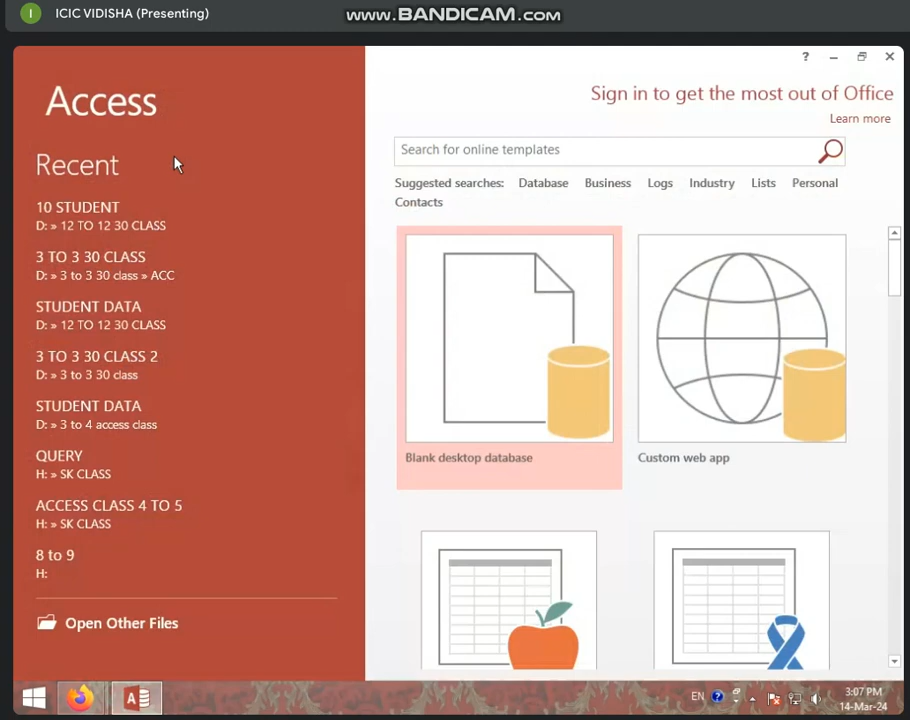 I ICIC VIDISHA (Presenting)
www.BANDICAM.com
Access
Recent
10 STUDENT
D: » 12 TO 12 30 CLASS
3 TO 3 30 CLASS
D: » 3 to 3 30 class » ACC
STUDENT DATA
D: » 12 TO 12 30 CLASS
3 TO 3 30 CLASS 2
D: » 3 to 3 30 class
STUDENT DATA
D: » 3 to 4 access class
QUERY
H: » SK CLASS
ACCESS CLASS 4 TO 5
H: » SK CLASS
8 to 9
H:
Open Other Files
?
Sign in to get the most out of Office
Learn more
Search for online templates
Suggested searches: Database Business Logs Industry Lists Personal
Contacts
Blank desktop database
Custom web app
A
EN ?
3:07 PM
14-Mar-24